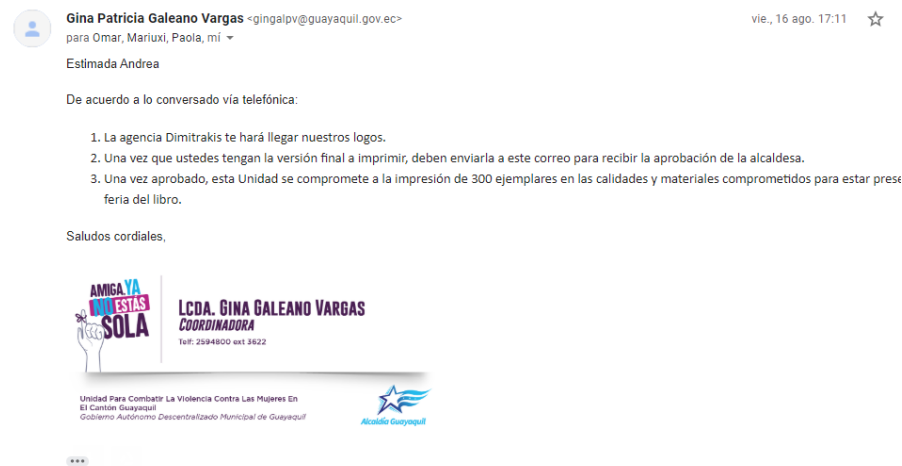 Gina Patricia Galeano Vargas <gingalpv@guayaquil.gov.ec>
vie., 16 ago. 17:11
para Omar, Mariuxi, Paola, mí
Estimada Andrea
De acuerdo a lo conversado vía telefónica:
1. La agencia Dimitrakis te hará llegar nuestros logos.
2. Una vez que ustedes tengan la versión final a imprimir, deben enviarla a este correo para recibir la aprobación de la alcaldesa.
3. Una vez aprobado, esta Unidad se compromete a la impresión de 300 ejemplares en las calidades y materiales comprometidos para estar prese
feria del libro.
Saludos cordiales,
AMIGA, YA
NO ESTÁS
SOLA
LCDA. GINA GALEANO VARGAS
COORDINADORA
Telf: 2594800 ext 3622
Unidad Para Combatir La Violencia Contra Las Mujeres En
El Cantón Guayaquil
Gobierno Autónomo Descentralizado Municipal de Guayaquil
Alcaldía Guayaquil